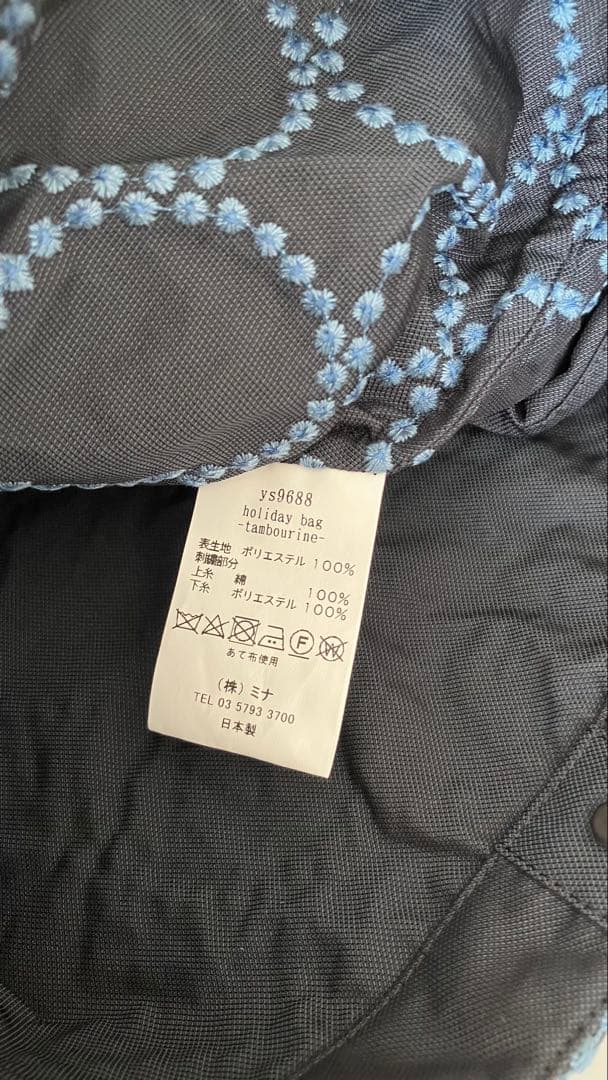 ys9688
holiday bag
-tambourine-
表生地 ポリエステル 100%
刺繍部分
上糸 綿 100%
下糸 ポリエステル 100%
F W
あて布使用
(株) ミナ
TEL 03 5793 3700
日本製